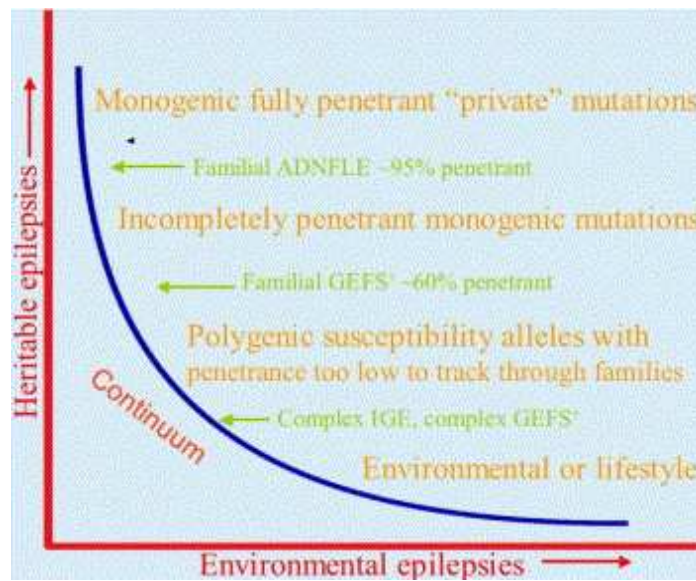 Monogenic fully penetrant “private” mutations
Familial ADNFLE ~95% penetrant
Incompletely penetrant monogenic mutations
Familial GEFS⁺ ~60% penetrant
Polygenic susceptibility alleles with
penetrance too low to track through families
Complex IGE, complex GEFS⁺
Environmental or lifestyle
Continuum
Heritable epilepsies
Environmental epilepsies